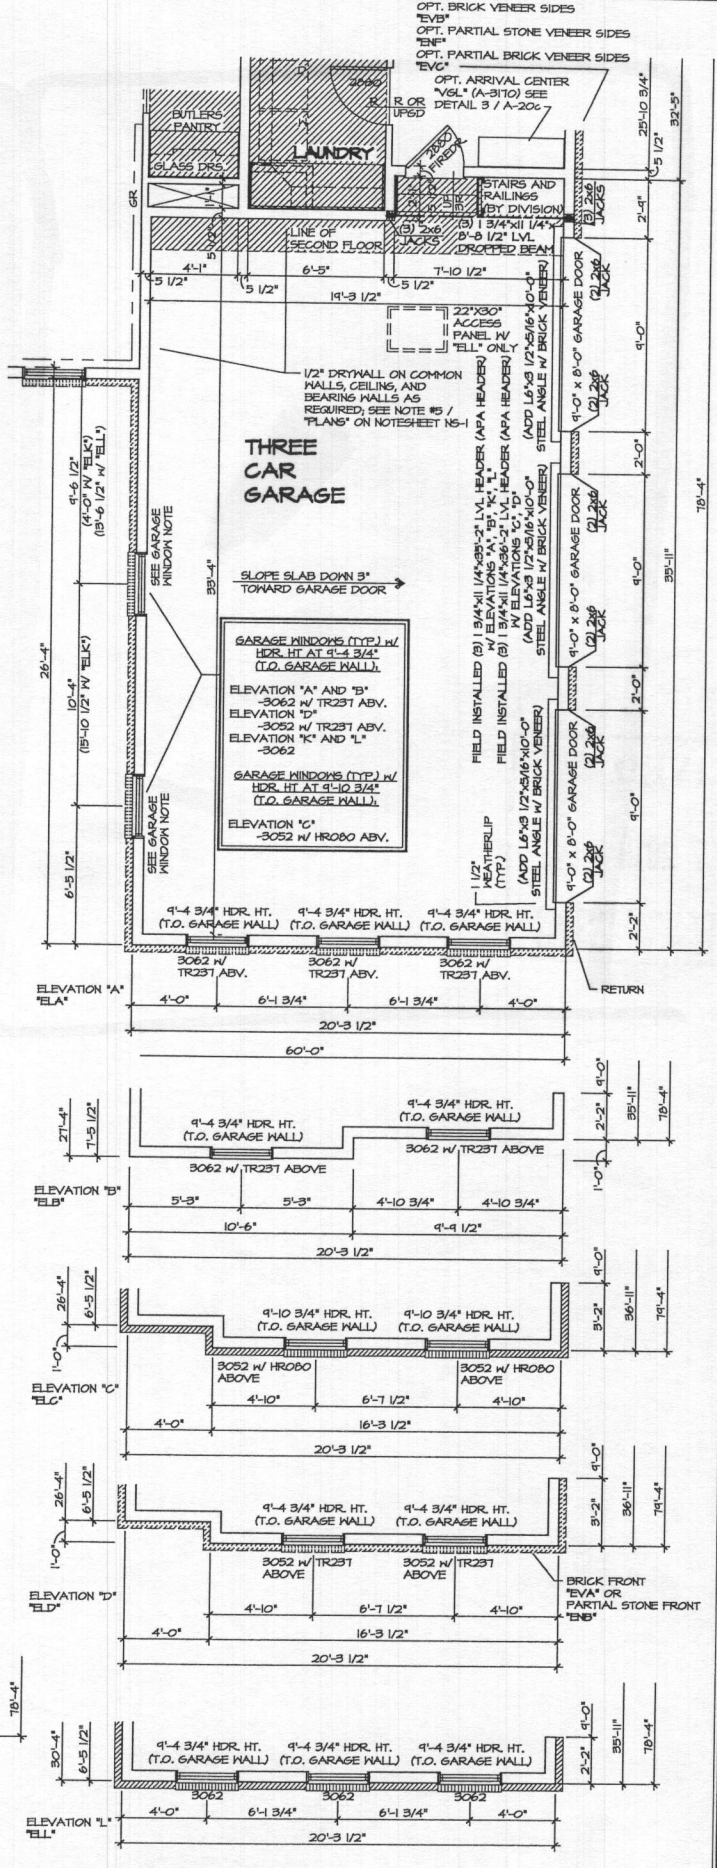 OPT. BRICK VENEER SIDES
"EVB"
OPT. PARTIAL STONE VENEER SIDES
"ENF"
OPT. PARTIAL BRICK VENEER SIDES
"EVC"
OPT. ARRIVAL CENTER
"VGL" (A-3170) SEE
DETAIL 3 / A-20c
25'-10 3/4"
32'-5"
5 1/2"
2'-9"
2880
R. OR
UPSD
BUTLERS
PANTRY
GLASS DRS.
LAUNDRY
2880
FIREDR
STAIRS AND
RAILINGS
(BY DIVISION)
UP
3R
GR
1'-1"
5 1/2"
LINE OF
SECOND FLOOR
(3) 2x6
JACKS
(3) 1 3/4"x11 1/4"x
8'-8 1/2" LVL
DROPPED BEAM
(3) 2x6
JACKS
4'-1"
5 1/2"
6'-5"
5 1/2"
7'-10 1/2"
5 1/2"
19'-3 1/2"
22"X30"
ACCESS
PANEL W/
"ELL" ONLY
1/2" DRYWALL ON COMMON
WALLS, CEILING, AND
BEARING WALLS AS
REQUIRED; SEE NOTE #5 /
"PLANS" ON NOTESHEET NS-1
THREE
CAR
GARAGE
SLOPE SLAB DOWN 3"
TOWARD GARAGE DOOR
33'-4"
9'-6 1/2"
(4'-0" W/ "ELK")
(13'-6 1/2" W/ "ELL")
SEE GARAGE
WINDOW NOTE
26'-4"
10'-4"
(15'-10 1/2" W/ "ELK")
SEE GARAGE
WINDOW NOTE
6'-5 1/2"
GARAGE WINDOWS (TYP.) W/
HDR. HT AT 9'-4 3/4"
(T.O. GARAGE WALL):
ELEVATION "A" AND "B"
-3062 W/ TR237 ABV.
ELEVATION "D"
-3052 W/ TR237 ABV.
ELEVATION "K" AND "L"
-3062
GARAGE WINDOWS (TYP.) W/
HDR. HT AT 9'-10 3/4"
(T.O. GARAGE WALL):
ELEVATION "C"
-3052 W/ HR080 ABV.
FIELD INSTALLED (3) 1 3/4"x11 1/4"x35'-2" LVL HEADER (APA HEADER)
W/ ELEVATIONS "A", "B", "K", "L"
FIELD INSTALLED (3) 1 3/4"x11 1/4"x36'-2" LVL HEADER (APA HEADER)
W/ ELEVATIONS "C", "D"
(ADD L6"x3 1/2"x5/16"x10'-0"
STEEL ANGLE W/ BRICK VENEER)
(ADD L6"x3 1/2"x5/16"x10'-0"
STEEL ANGLE W/ BRICK VENEER)
(ADD L6"x3 1/2"x5/16"x10'-0"
STEEL ANGLE W/ BRICK VENEER)
1 1/2"
WEATHERLIP
(TYP.)
9'-0" x 8'-0" GARAGE DOOR
(2) 2x6
JACK
(2) 2x6
JACK
9'-0" x 8'-0" GARAGE DOOR
(2) 2x6
JACK
(2) 2x6
JACK
9'-0" x 8'-0" GARAGE DOOR
(2) 2x6
JACK
(2) 2x6
JACK
9'-0"
2'-0"
9'-0"
2'-0"
9'-0"
2'-2"
35'-11"
78'-4"
9'-4 3/4" HDR. HT. 9'-4 3/4" HDR. HT. 9'-4 3/4" HDR. HT.
(T.O. GARAGE WALL) (T.O. GARAGE WALL) (T.O. GARAGE WALL)
3062 W/ 3062 W/ 3062 W/
TR237 ABV. TR237 ABV. TR237 ABV.
RETURN
ELEVATION "A"
"ELA"
4'-0" 6'-1 3/4" 6'-1 3/4" 4'-0"
20'-3 1/2"
60'-0"
27'-4"
7'-5 1/2"
9'-4 3/4" HDR. HT.
(T.O. GARAGE WALL)
9'-4 3/4" HDR. HT.
(T.O. GARAGE WALL)
3062 W/ TR237 ABOVE
3062 W/ TR237 ABOVE
9'-0"
2'-2"
1'-0"
35'-11"
78'-4"
ELEVATION "B"
"ELB"
5'-3" 5'-3" 4'-10 3/4" 4'-10 3/4"
10'-6" 9'-9 1/2"
20'-3 1/2"
26'-4"
6'-5 1/2"
1'-0"
9'-10 3/4" HDR. HT. 9'-10 3/4" HDR. HT.
(T.O. GARAGE WALL) (T.O. GARAGE WALL)
3052 W/ HR080 3052 W/ HR080
ABOVE ABOVE
9'-0"
3'-2"
36'-11"
79'-4"
ELEVATION "C"
"ELC"
4'-10" 6'-7 1/2" 4'-10"
4'-0" 16'-3 1/2"
20'-3 1/2"
26'-4"
6'-5 1/2"
1'-0"
9'-4 3/4" HDR. HT. 9'-4 3/4" HDR. HT.
(T.O. GARAGE WALL) (T.O. GARAGE WALL)
3052 W/TR237 3052 W/TR237
ABOVE ABOVE
9'-0"
3'-2"
36'-11"
79'-4"
BRICK FRONT
"EVA" OR
PARTIAL STONE FRONT
"ENB"
ELEVATION "D"
"ELD"
4'-10" 6'-7 1/2" 4'-10"
4'-0" 16'-3 1/2"
20'-3 1/2"
78'-4"
30'-4"
6'-5 1/2"
9'-4 3/4" HDR. HT. 9'-4 3/4" HDR. HT. 9'-4 3/4" HDR. HT.
(T.O. GARAGE WALL) (T.O. GARAGE WALL) (T.O. GARAGE WALL)
3062 3062 3062
9'-0"
2'-2"
35'-11"
78'-4"
ELEVATION "L"
"ELL"
4'-0" 6'-1 3/4" 6'-1 3/4" 4'-0"
20'-3 1/2"